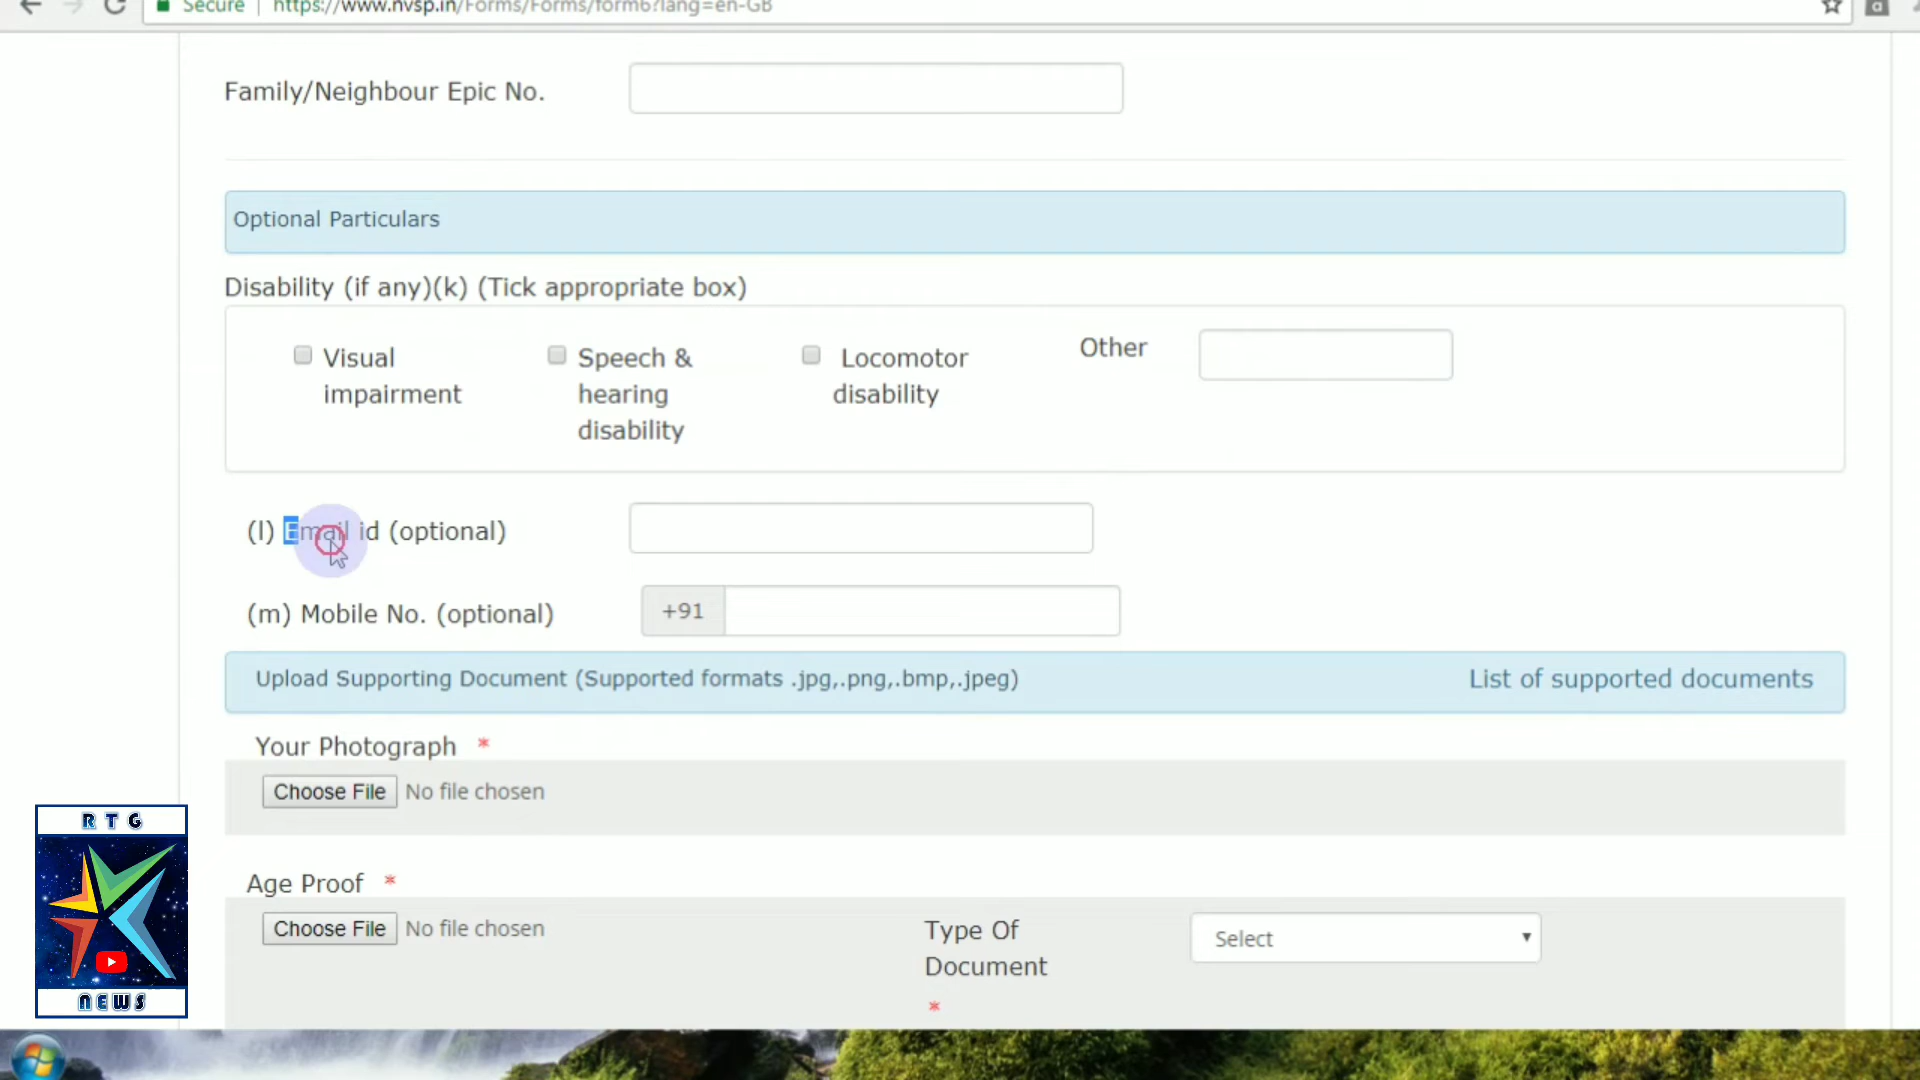 Secure | https://www.nvsp.in/Forms/Forms/form6?lang=en-GB
Family/Neighbour Epic No.
Optional Particulars
Disability (if any)(k) (Tick appropriate box)
Visual impairment
Speech & hearing disability
Locomotor disability
Other
(l) Email id (optional)
(m) Mobile No. (optional) +91
Upload Supporting Document (Supported formats .jpg,.png,.bmp,.jpeg) List of supported documents
Your Photograph *
Choose File No file chosen
Age Proof *
Choose File No file chosen
Type Of Document *
Select
RTG
NEWS